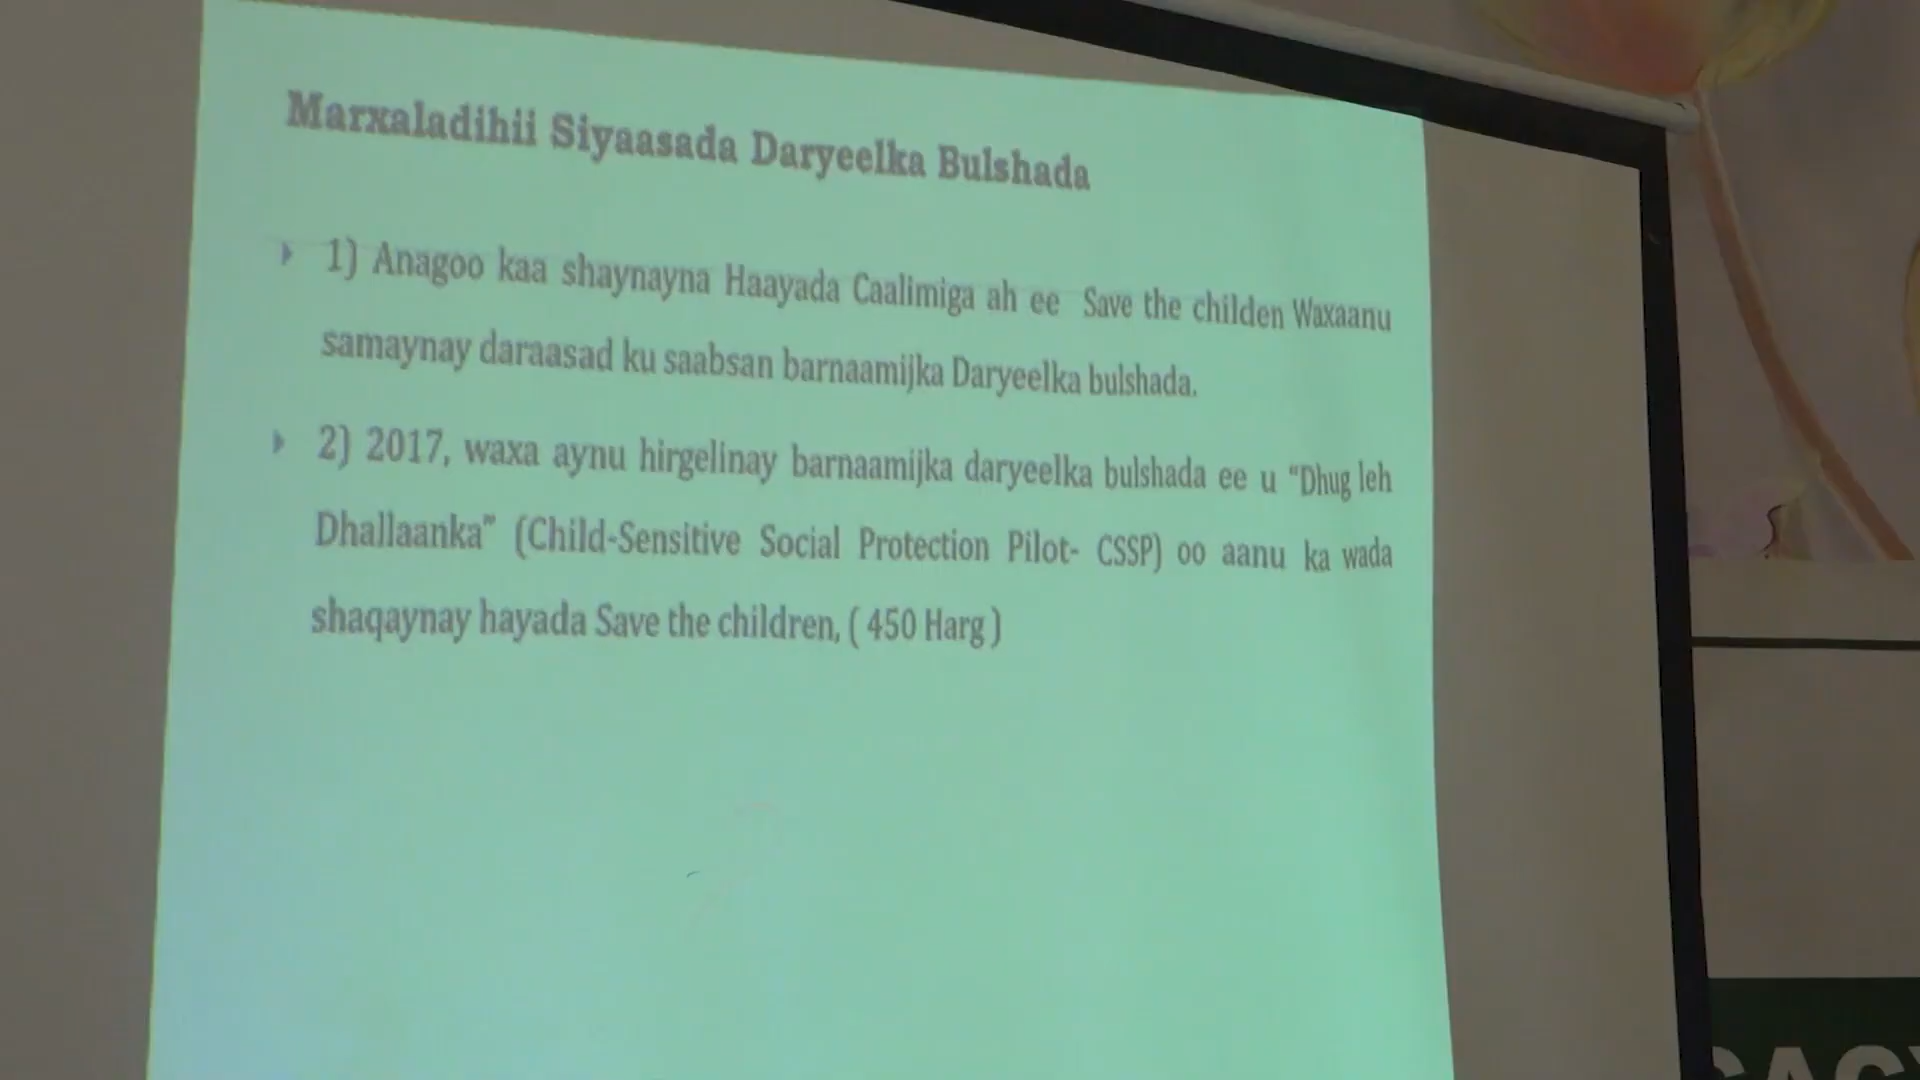 Marxaladihii Siyaasada Daryeelka Bulshada
1) Anagoo kaa shaynayna Haayada Caalimiga ah ee Save the childen Waxaanu
samaynay daraasad ku saabsan barnaamijka Daryeelka bulshada.
2) 2017, waxa aynu hirgelinay barnaamijka daryeelka bulshada ee u “Dhug leh
Dhallaanka” (Child-Sensitive Social Protection Pilot- CSSP) oo aanu ka wada
shaqaynay hayada Save the children, ( 450 Harg )